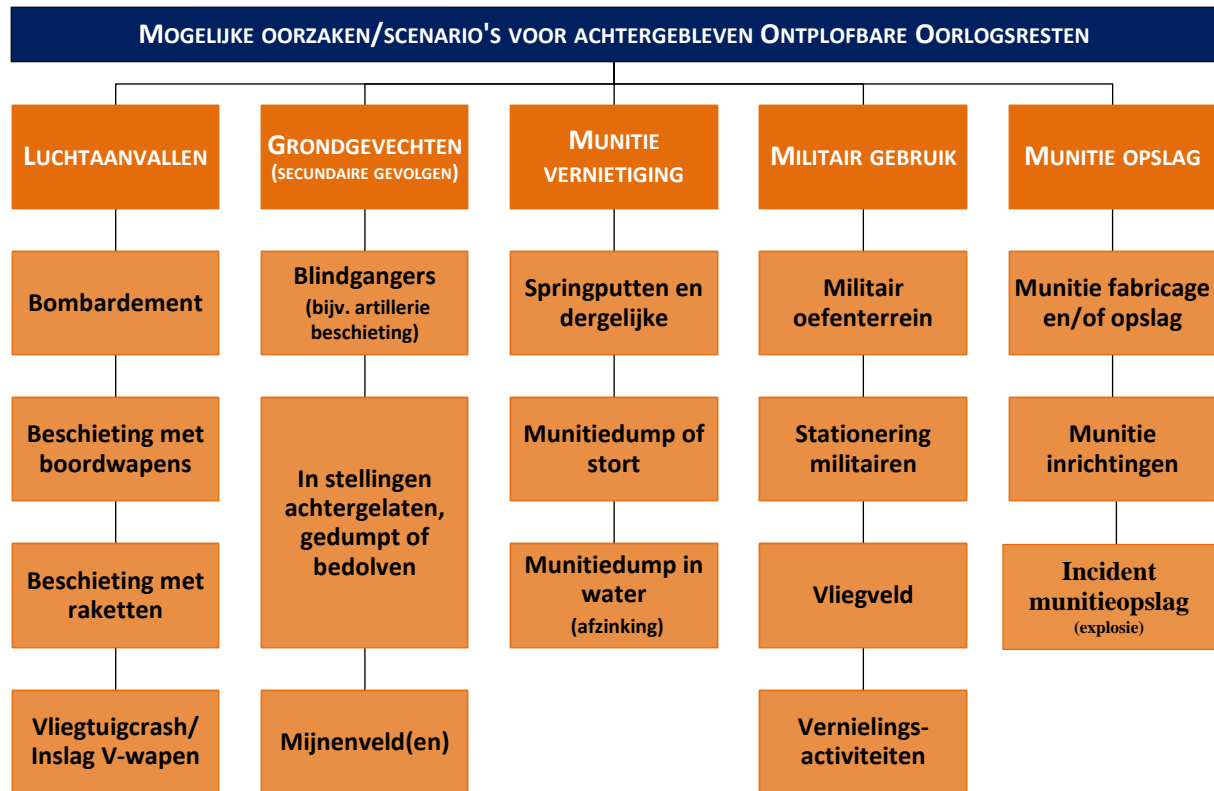 Mogelijke oorzaken/scenario's voor achtergebleven Ontplofbare Oorlogsresten
Luchtaanvallen
Bombardement
Beschieting met
boordwapens
Beschieting met
raketten
Vliegtuigcrash/
Inslag V-wapen
Grondgevechten
(secundaire gevolgen)
Blindgangers
(bijv. artillerie
beschieting)
In stellingen
achtergelaten,
gedumpt of
bedolven
Mijnenveld(en)
Munitie
vernietiging
Springputten en
dergelijke
Munitiedump of
stort
Munitiedump in
water
(afzinking)
Militair gebruik
Militair
oefenterrein
Stationering
militairen
Vliegveld
Vernielings-
activiteiten
Munitie opslag
Munitie fabricage
en/of opslag
Munitie
inrichtingen
Incident
munitieopslag
(explosie)